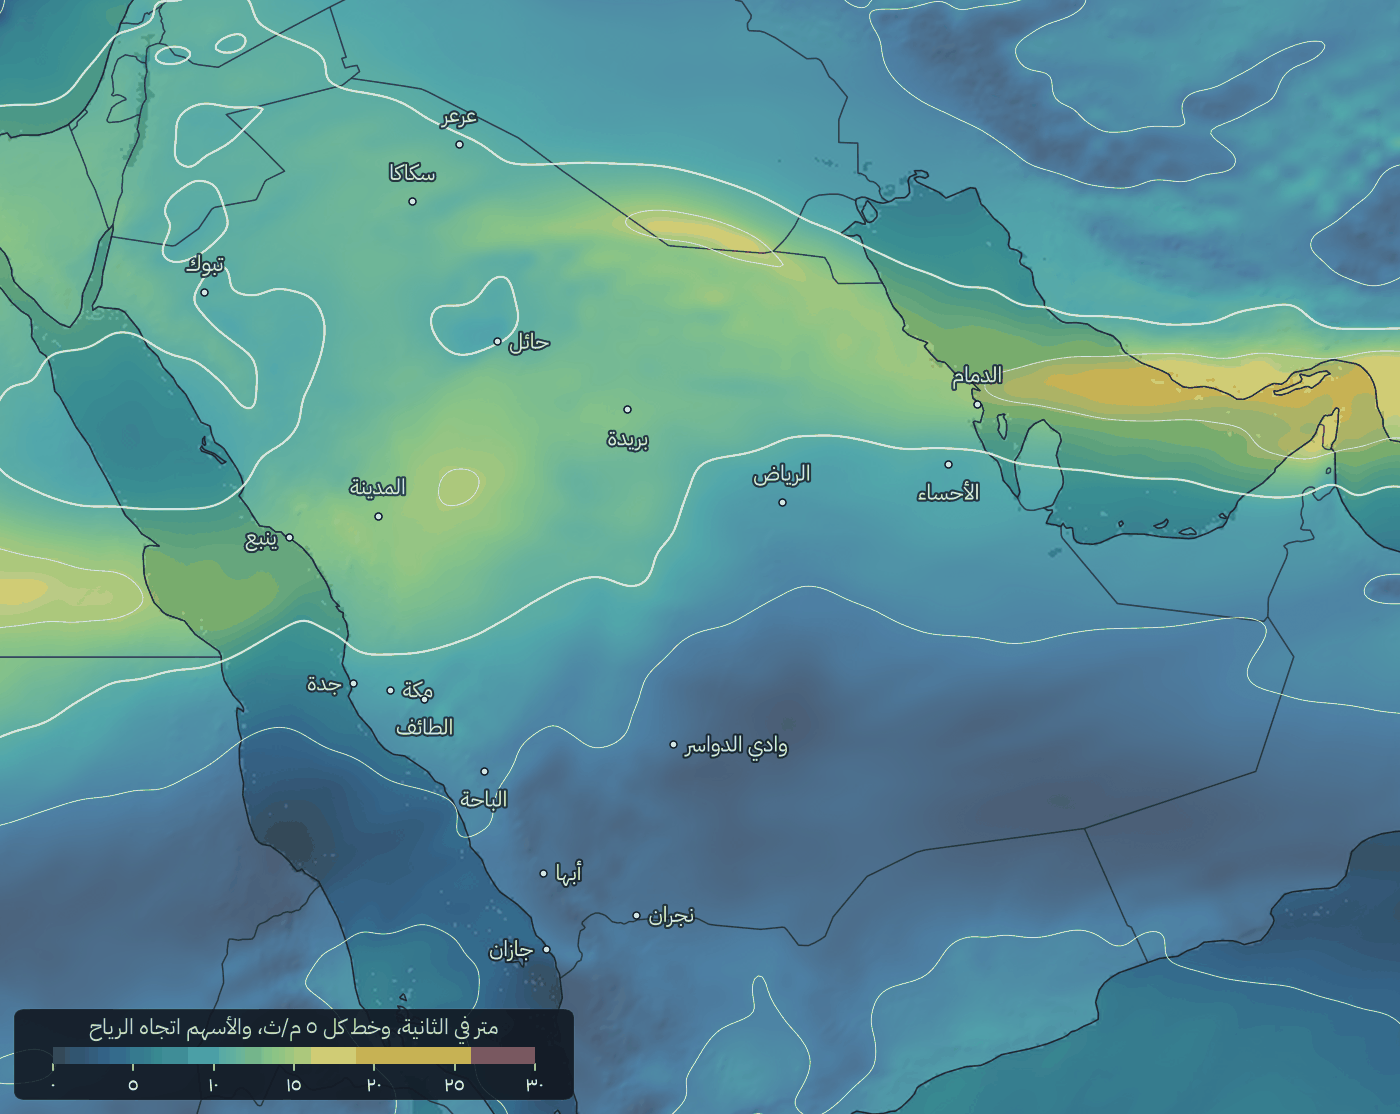 عرعر
سكاكا
تبوك
حائل
الدمام
بريدة
الرياض
المدينة
الأحساء
ينبع
جدة
مكة
الطائف
وادي الدواسر
الباحة
أبها
نجران
جازان
متر في الثانية، وخط كل ٥ م/ث، والأسهم اتجاه الرياح
٠ ٥ ١٠ ١٥ ٢٠ ٢٥ ٣٠